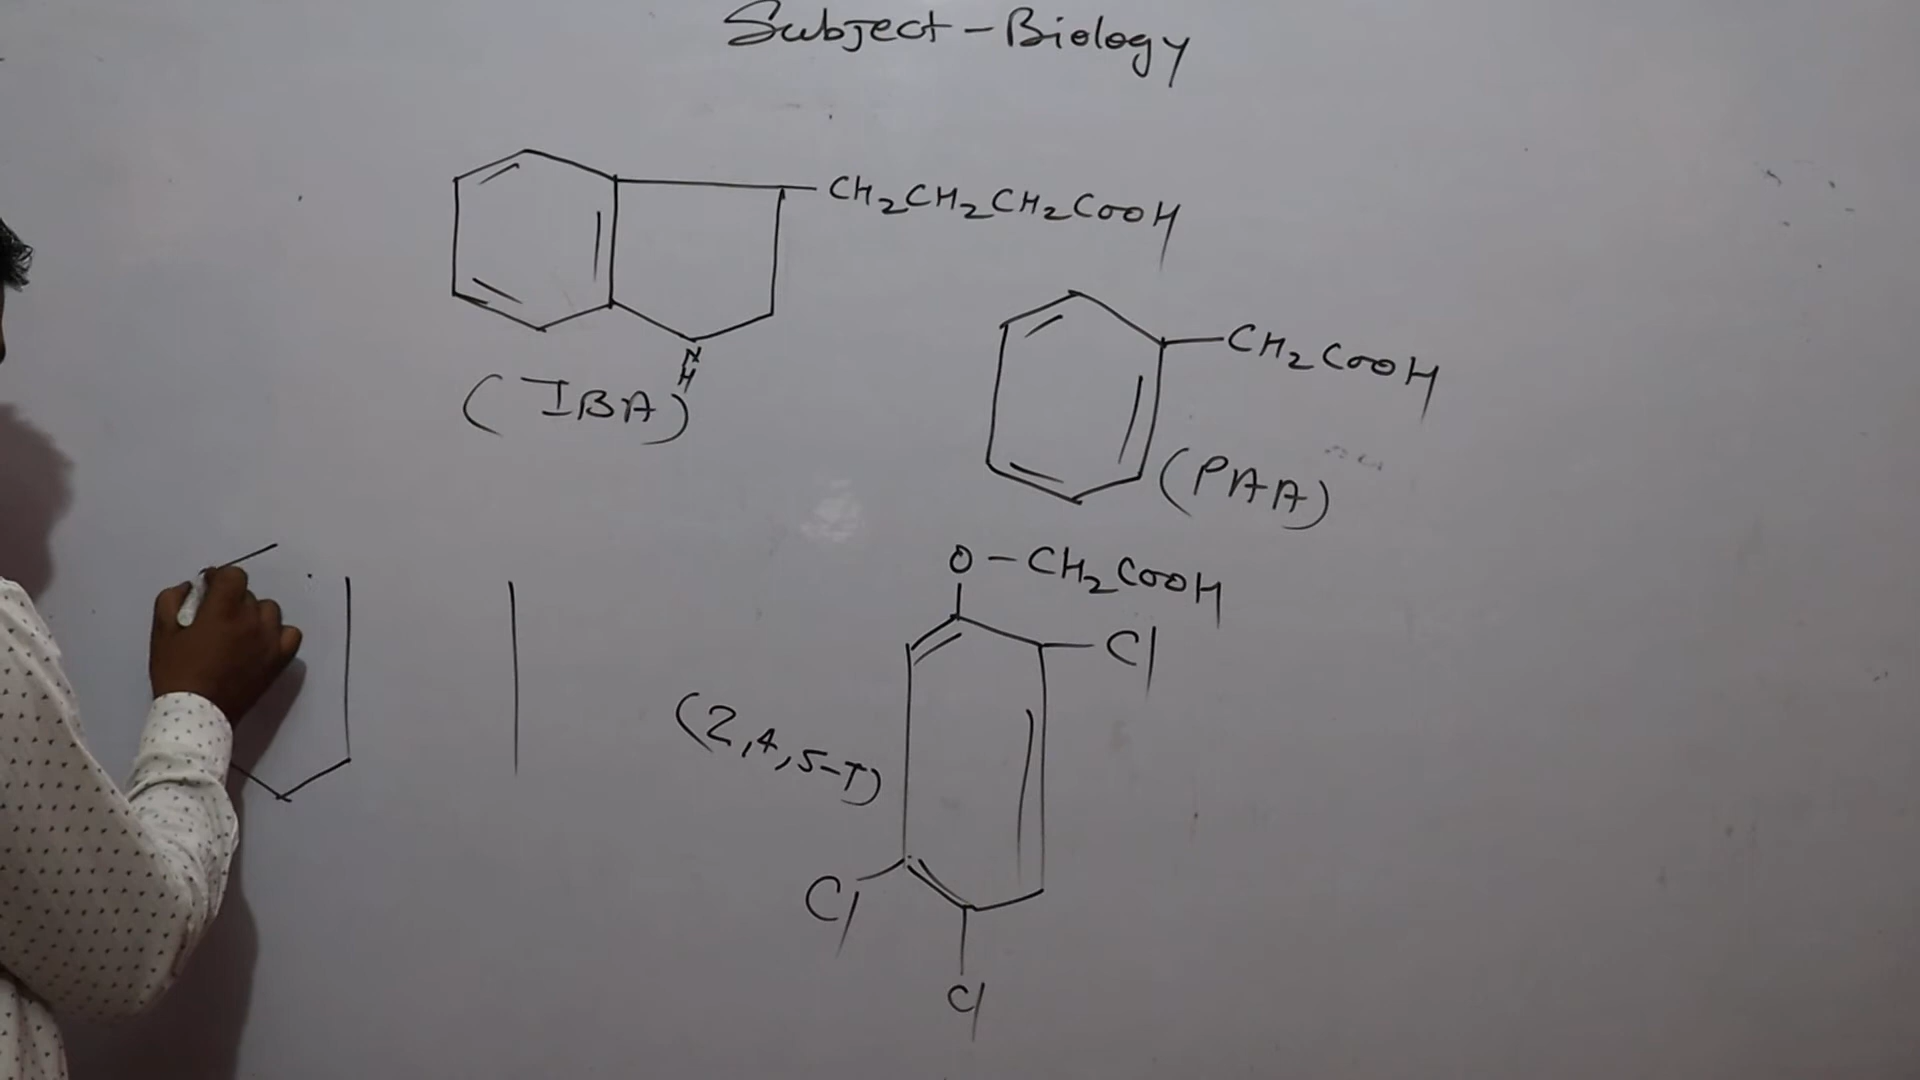 Subject - Biology
CH₂CH₂CH₂COOH
N
H
(IBA)
CH₂COOH
(PAA)
O - CH₂COOH
Cl
(2,4,5-T)
Cl
Cl